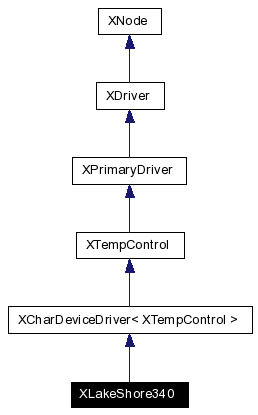 XNode
XDriver
XPrimaryDriver
XTempControl
XCharDeviceDriver< XTempControl >
XLakeShore340